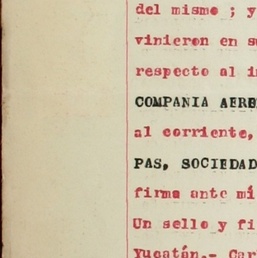 del mismo ; y
vinieron en s
respecto al i
COMPANIA AERE
al corriente,
PAS, SOCIEDAD
firma ante mi
Un sello y fi
Yucatán.- Car